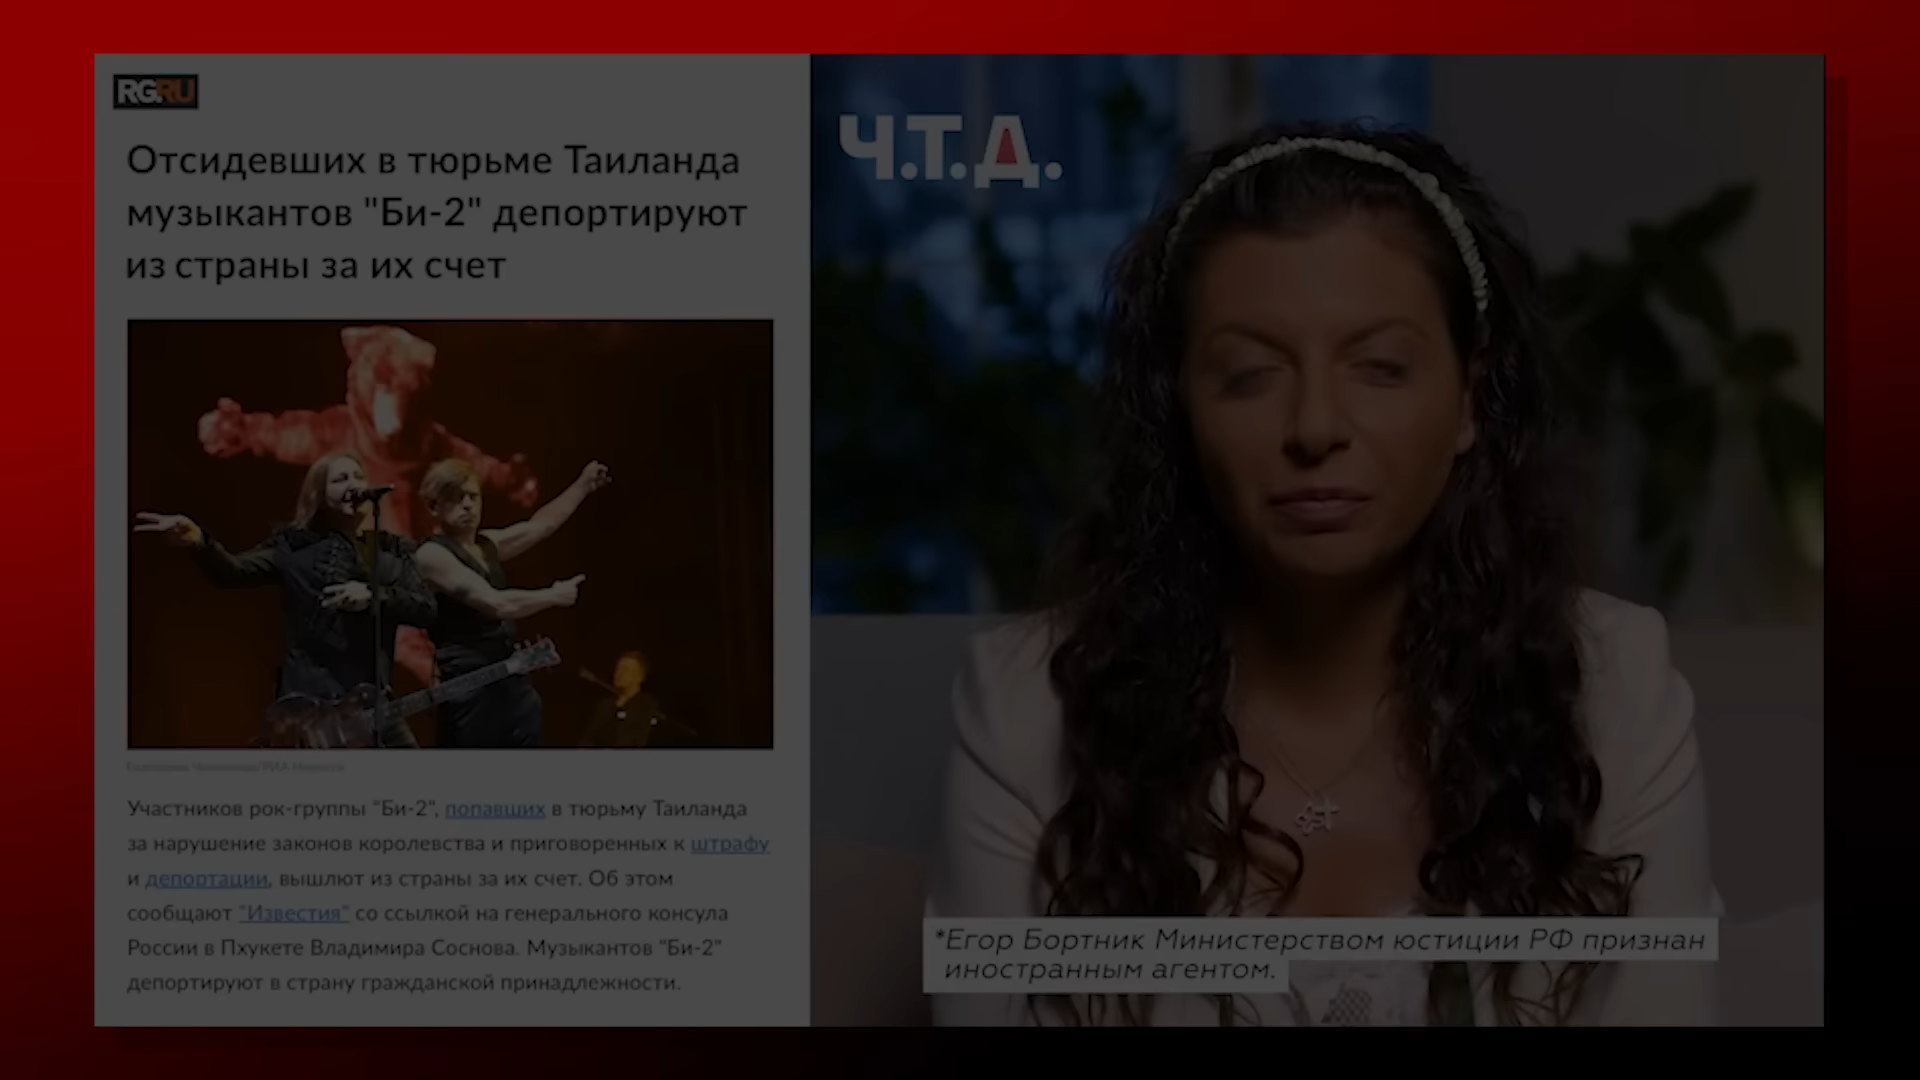 RG.RU
Отсидевших в тюрьме Таиланда
музыкантов "Би-2" депортируют
из страны за их счет
РИА Новости
Участников рок-группы "Би-2", попавших в тюрьму Таиланда
за нарушение законов королевства и приговоренных к штрафу
и депортации, вышлют из страны за их счет. Об этом
сообщают "Известия" со ссылкой на генерального консула
России в Пхукете Владимира Соснова. Музыкантов "Би-2"
депортируют в страну гражданской принадлежности.
Ч.Т.Д.
*Егор Бортник Министерством юстиции РФ признан
иностранным агентом.